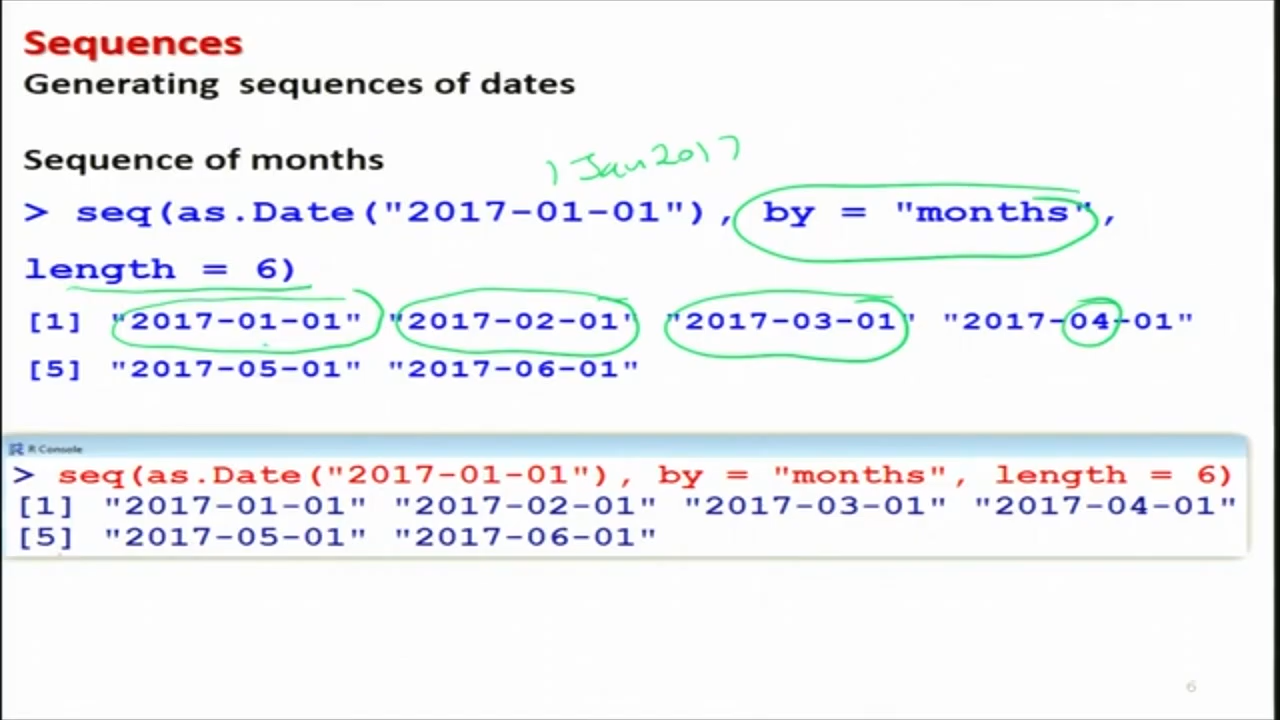 Sequences
Generating sequences of dates
Sequence of months
1 Jan 2017
> seq(as.Date("2017-01-01"), by = "months",
length = 6)
[1] "2017-01-01" "2017-02-01" "2017-03-01" "2017-04-01"
[5] "2017-05-01" "2017-06-01"
R Console
> seq(as.Date("2017-01-01"), by = "months", length = 6)
[1] "2017-01-01" "2017-02-01" "2017-03-01" "2017-04-01"
[5] "2017-05-01" "2017-06-01"
6